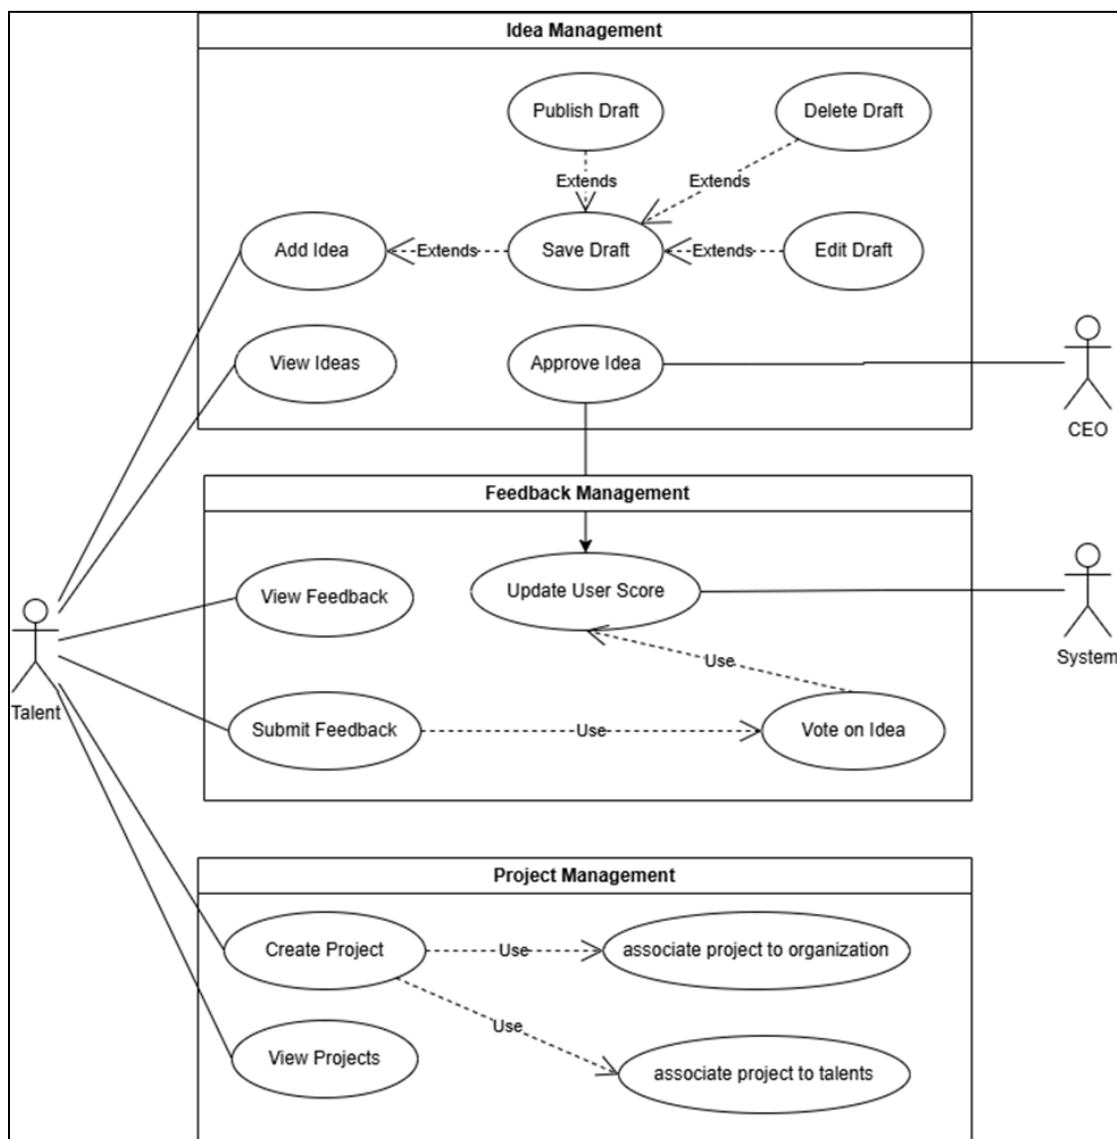 Idea Management
Publish Draft
Delete Draft
Extends
Extends
Add Idea
Extends
Save Draft
Extends
Edit Draft
View Ideas
Approve Idea
CEO
Feedback Management
View Feedback
Update User Score
System
Use
Talent
Submit Feedback
Use
Vote on Idea
Project Management
Create Project
Use
associate project to organization
Use
View Projects
associate project to talents